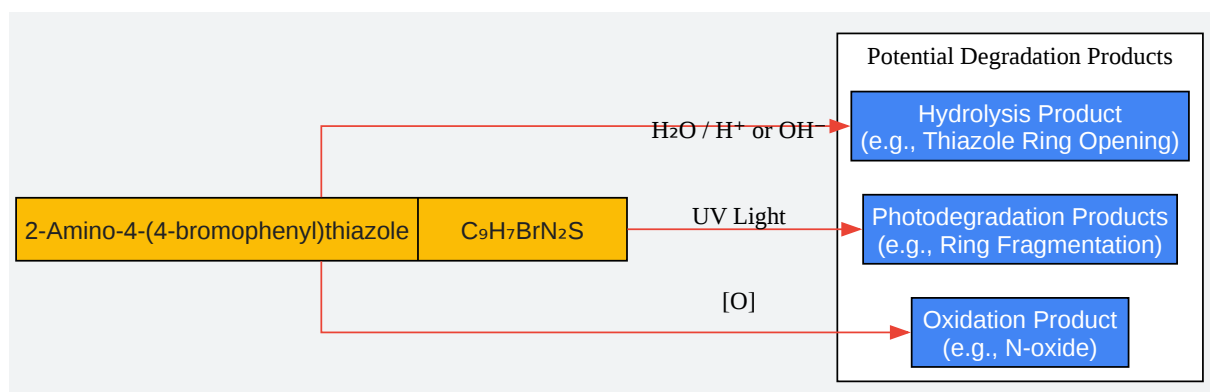 Potential Degradation Products
H₂O / H⁺ or OH⁻
Hydrolysis Product
(e.g., Thiazole Ring Opening)
2-Amino-4-(4-bromophenyl)thiazole
C₉H₇BrN₂S
UV Light
Photodegradation Products
(e.g., Ring Fragmentation)
[O]
Oxidation Product
(e.g., N-oxide)